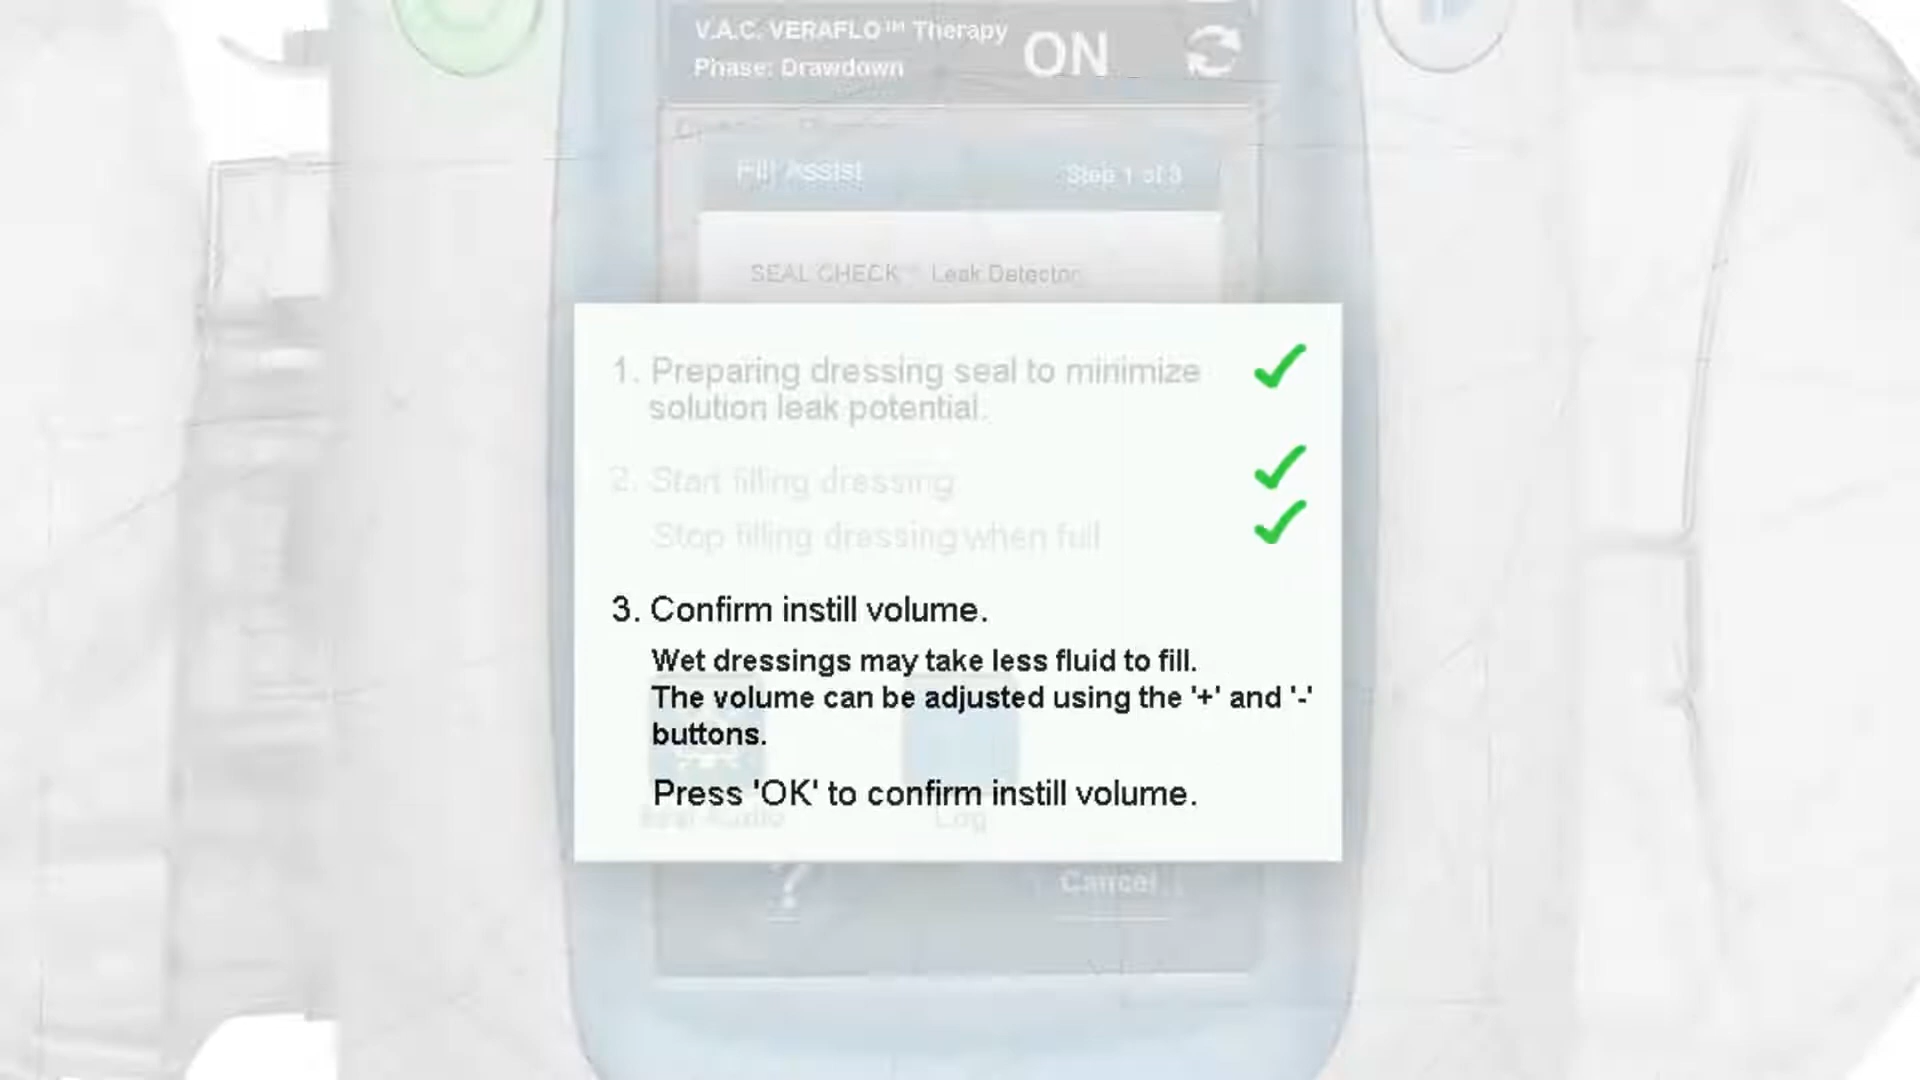 V.A.C. VERAFLO™ Therapy
Phase: Drawdown
ON
Fill Assist
Step 1 of 3
SEAL CHECK™ Leak Detector
1. Preparing dressing seal to minimize
solution leak potential.
2. Start filling dressing
Stop filling dressing when full
3. Confirm instill volume.
Wet dressings may take less fluid to fill.
The volume can be adjusted using the '+' and '-'
buttons.
Press 'OK' to confirm instill volume.
Log
?
Cancel